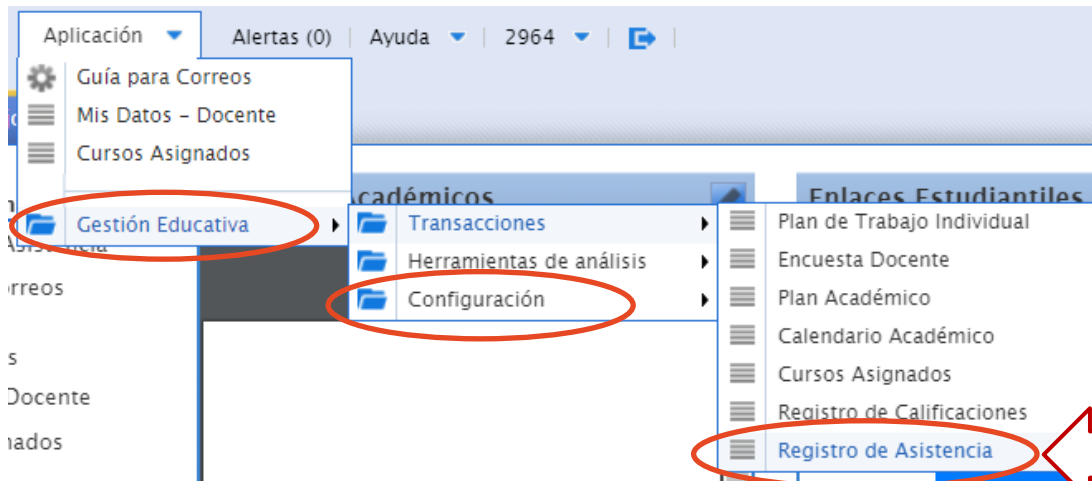 Aplicación
Alertas (0) | Ayuda | 2964 |
Guía para Correos
Mis Datos – Docente
Cursos Asignados
Académicos
Enlaces Estudiantiles
Gestión Educativa
Transacciones
Plan de Trabajo Individual
Asistencia
Herramientas de análisis
Encuesta Docente
Configuración
Plan Académico
Calendario Académico
Docente
Cursos Asignados
Registro de Calificaciones
Registro de Asistencia